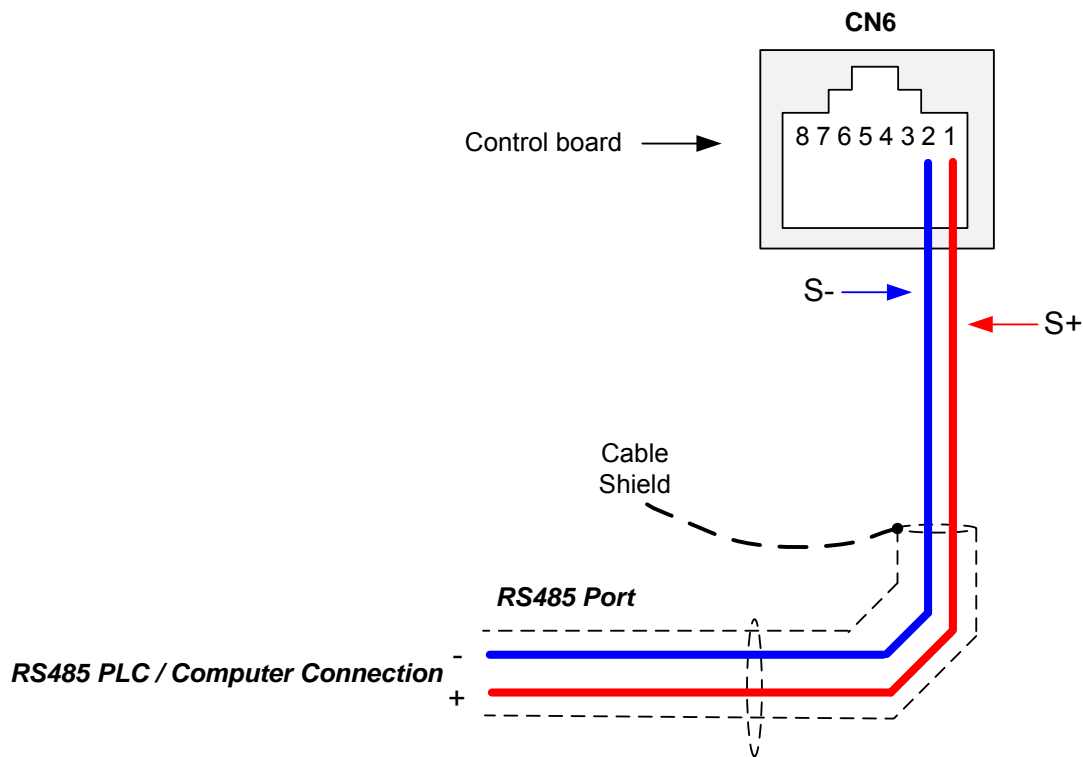 CN6
8 7 6 5 4 3 2 1
Control board
S-
S+
Cable
Shield
RS485 Port
-
RS485 PLC / Computer Connection
+